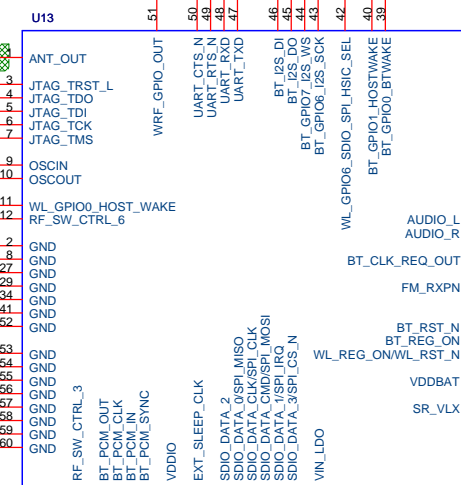 51
50
49
48
47
46
45
44
43
42
40
39
U13
1
ANT_OUT
3
JTAG_TRST_L
4
JTAG_TDO
5
JTAG_TDI
6
JTAG_TCK
7
JTAG_TMS
9
OSCIN
10
OSCOUT
11
WL_GPIO0_HOST_WAKE
12
RF_SW_CTRL_6
2
GND
8
GND
27
GND
29
GND
34
GND
41
GND
52
GND
53
GND
54
GND
55
GND
56
GND
57
GND
58
GND
59
GND
60
GND
WRF_GPIO_OUT
UART_CTS_N
UART_RTS_N
UART_RXD
UART_TXD
BT_I2S_DI
BT_I2S_DO
BT_GPIO7_I2S_WS
BT_GPIO6_I2S_SCK
WL_GPIO6_SDIO_SPI_HSIC_SEL
BT_GPIO1_HOSTWAKE
BT_GPIO0_BTWAKE
AUDIO_L
AUDIO_R
BT_CLK_REQ_OUT
FM_RXPN
BT_RST_N
BT_REG_ON
WL_REG_ON/WL_RST_N
VDDBAT
SR_VLX
RF_SW_CTRL_3
BT_PCM_OUT
BT_PCM_CLK
BT_PCM_IN
BT_PCM_SYNC
VDDIO
EXT_SLEEP_CLK
SDIO_DATA_2
SDIO_DATA_0/SPI_MISO
SDIO_DATA_CLK/SPI_CLK
SDIO_DATA_CMD/SPI_MOSI
SDIO_DATA_1/SPI_IRQ
SDIO_DATA_3/SPI_CS_N
VIN_LDO